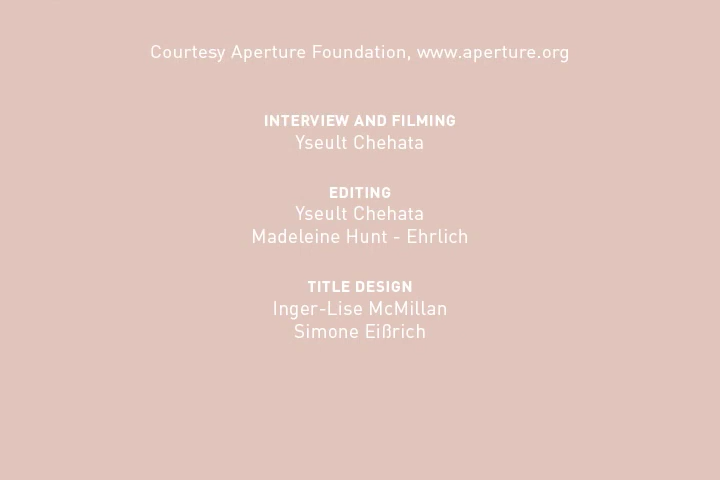 Courtesy Aperture Foundation, www.aperture.org
INTERVIEW AND FILMING
Yseult Chehata
EDITING
Yseult Chehata
Madeleine Hunt - Ehrlich
TITLE DESIGN
Inger-Lise McMillan
Simone Eißrich